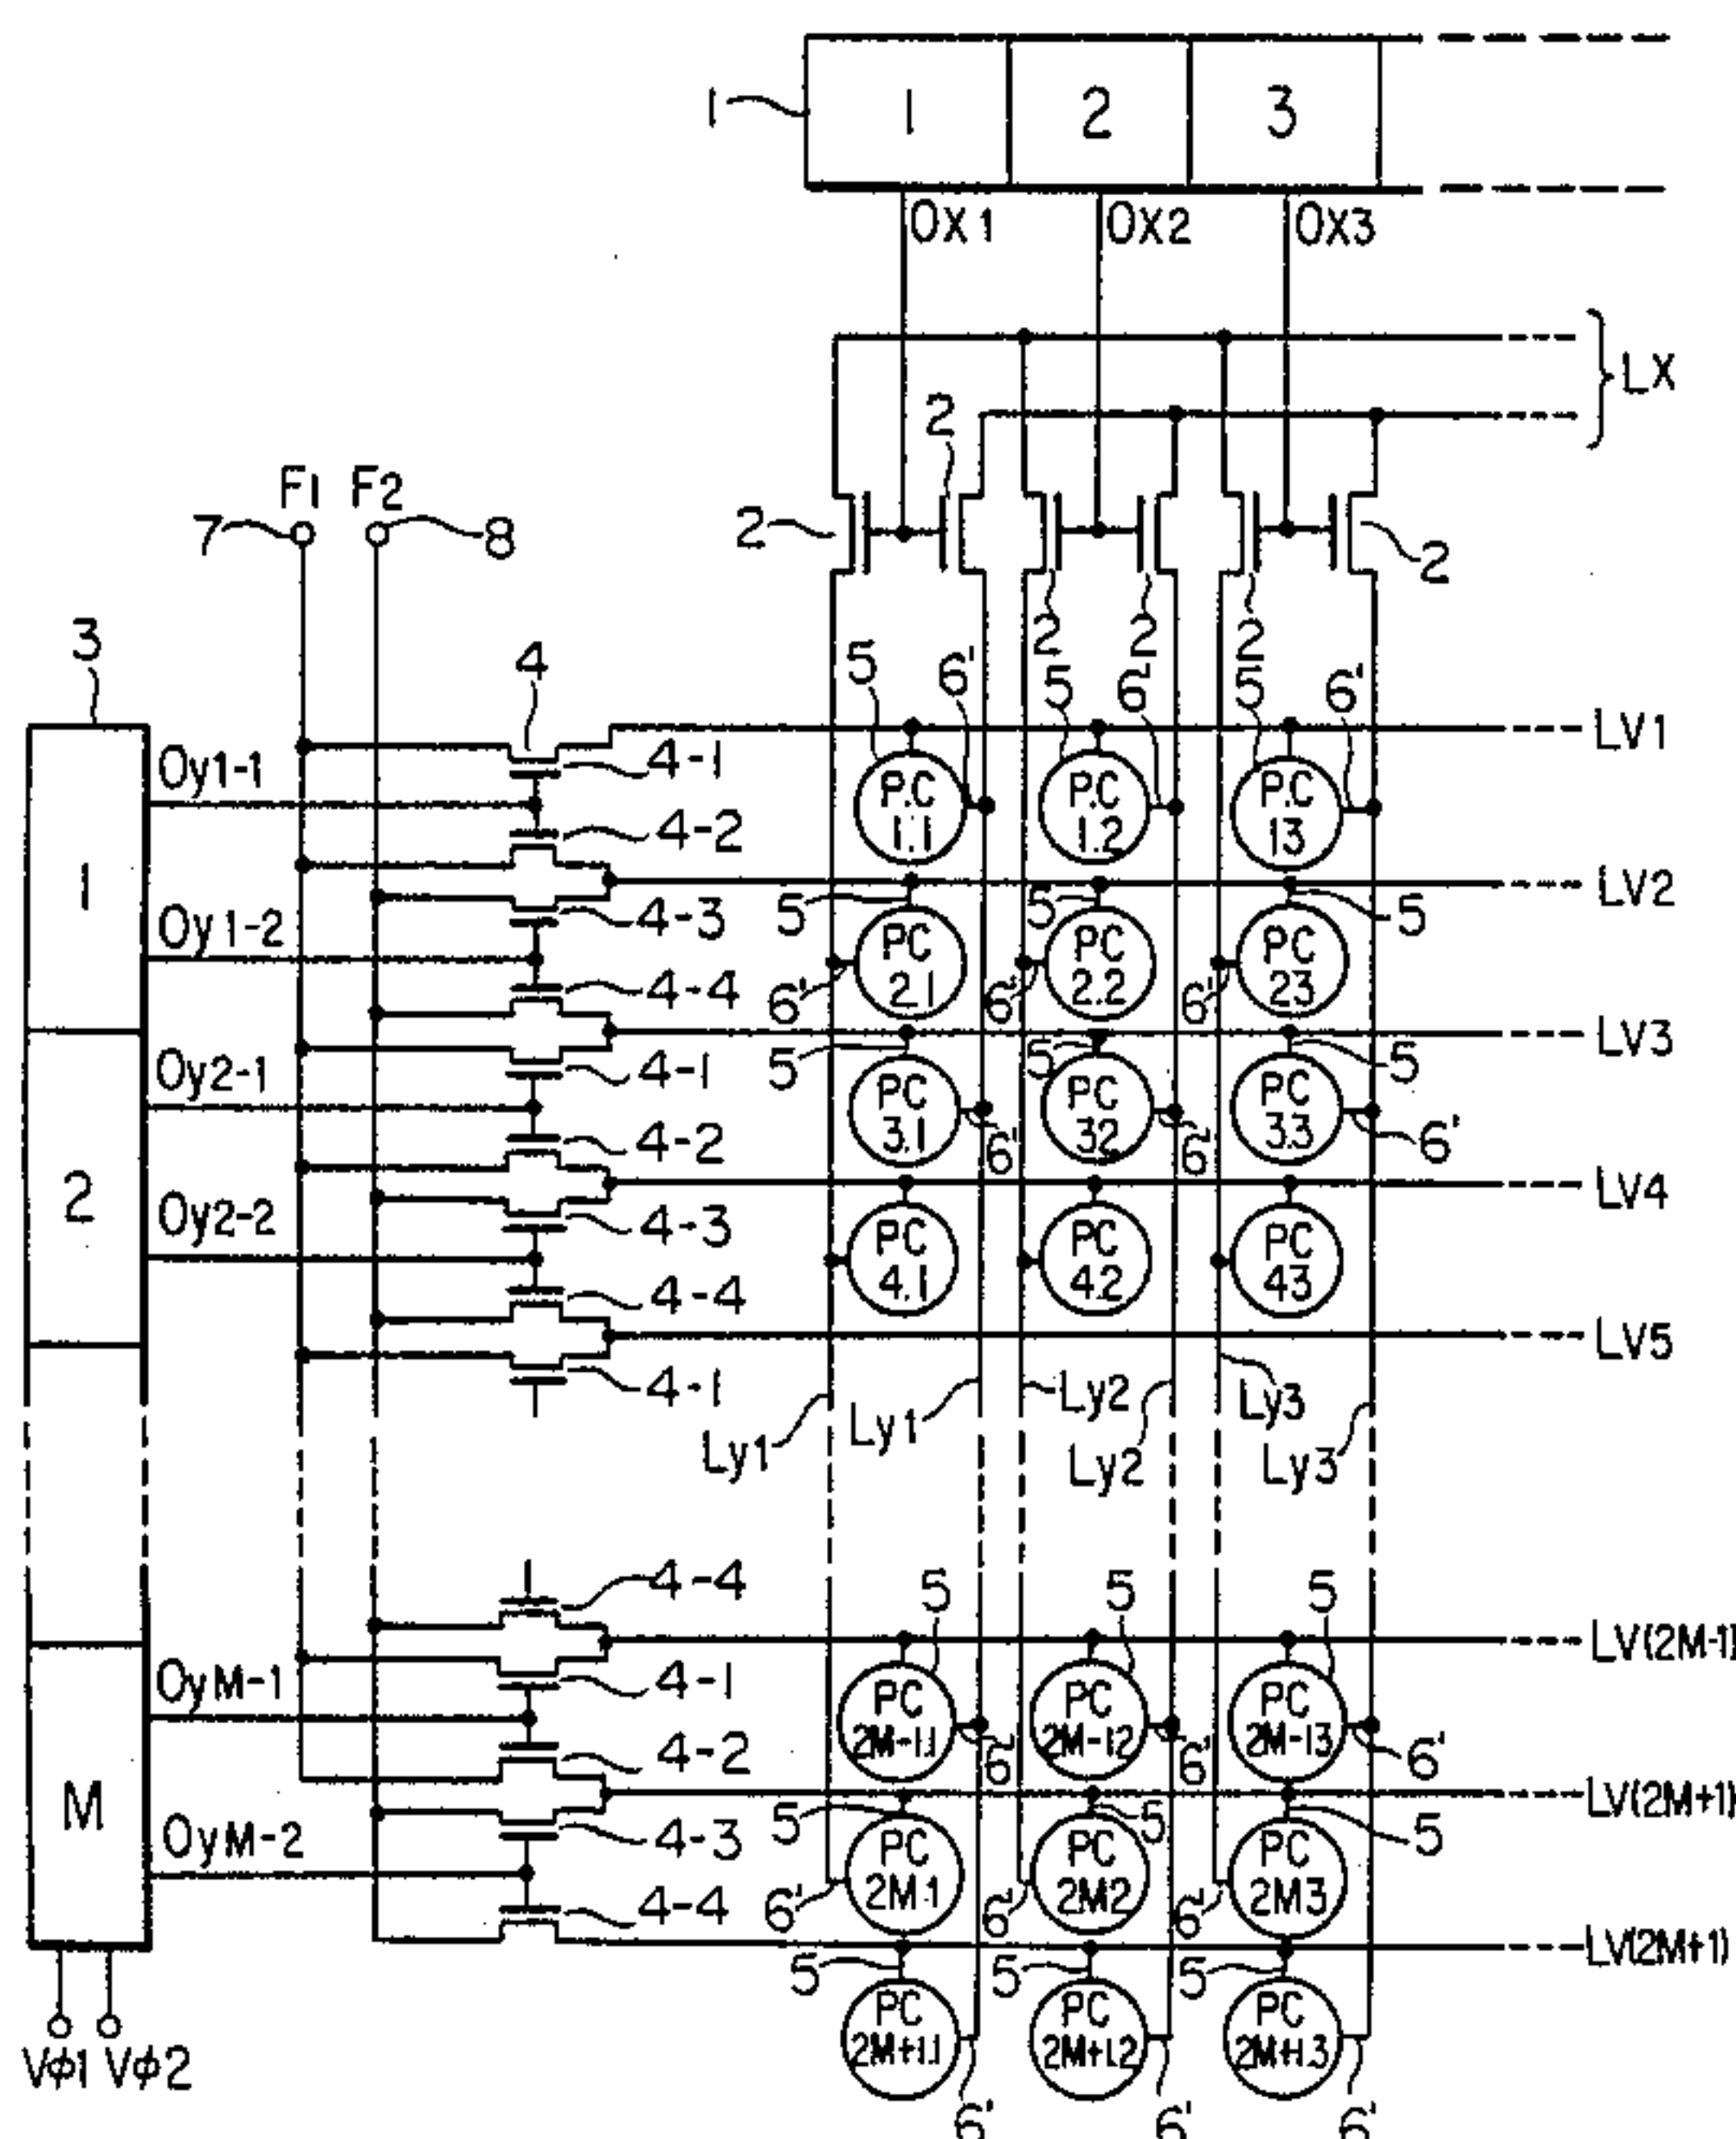 1 1 2 3
OX1 OX2 OX3
LX
2
F1 F2
7 8 2 2
2 2 2
3 4 5 6' 5 6' 5 6'
LV1
Oy1-1 4-1 P.C 1.1 P.C 1.2 P.C 13
4-2
1 LV2
Oy1-2 4-3 5 5 5
PC 2.1 PC 2.2 PC 23
4-4 6' 6' 6'
LV3
Oy2-1 4-1 5 5 5
PC 3.1 PC 32 PC 3.3
4-2 6' 6' 6'
2 LV4
Oy2-2 4-3 PC 4.1 PC 4.2 PC 43
4-4
LV5
4-1
Ly1 Ly1 Ly2 Ly2 Ly3 Ly3
4-4 5 5 5
LV(2M-1)
OyM-1 4-1 PC 2M-1.1 PC 2M-12 PC 2M-13
4-2 6' 6' 6'
M LV(2M+1)
OyM-2 4-3 5 5 5
PC 2M.1 PC 2M2 PC 2M3
4-4 6' 6' 6'
LV(2M+1)
5 5 5
PC 2M+1.1 PC 2M+1.2 PC 2M+1.3
Vφ1 Vφ2
6' 6' 6'